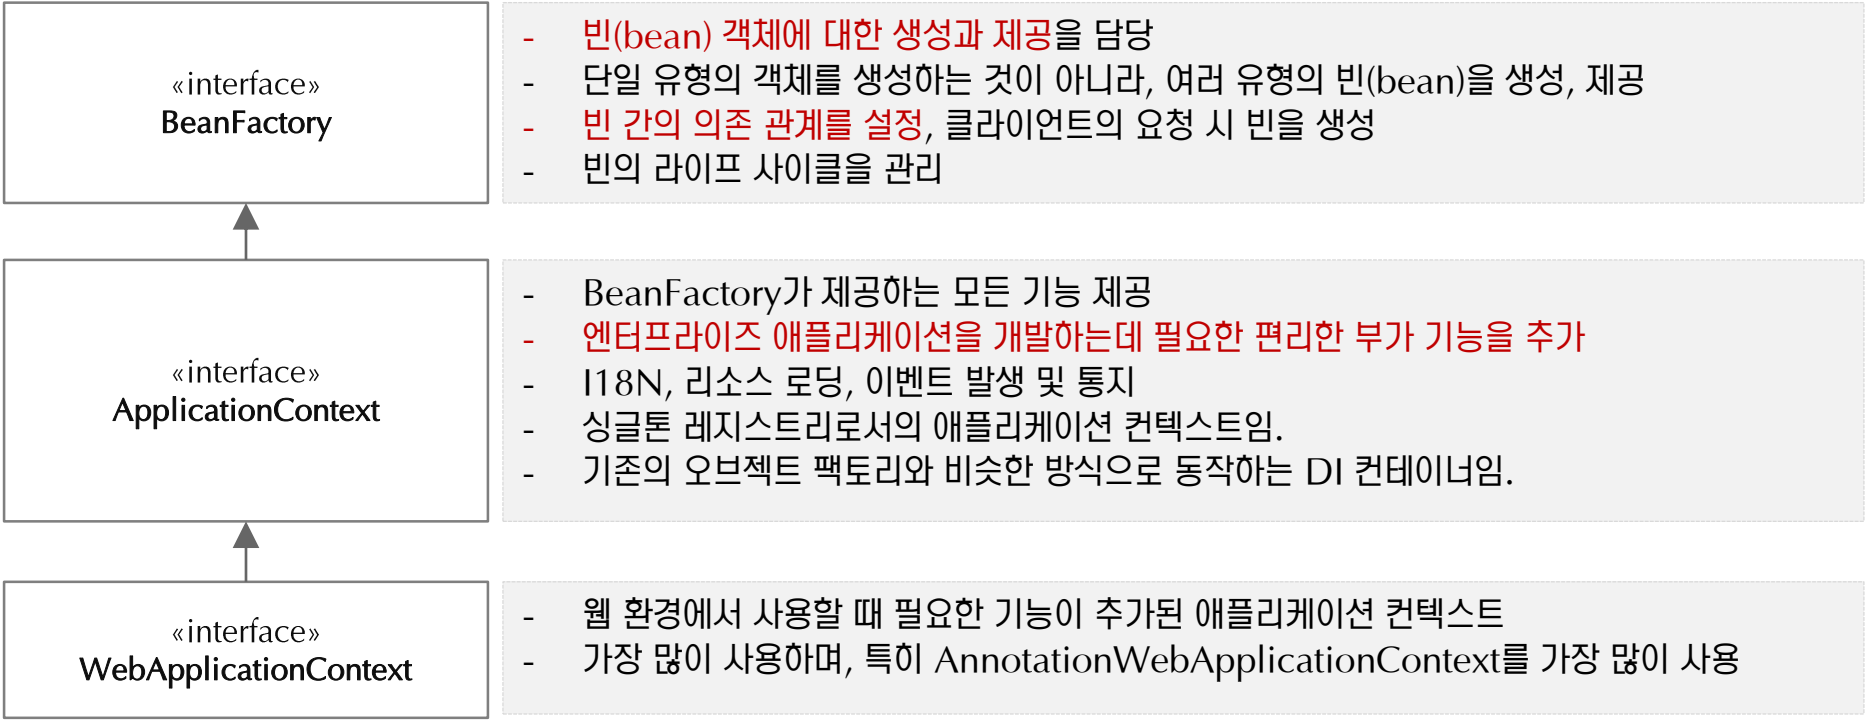 «interface»
BeanFactory
- 빈(bean) 객체에 대한 생성과 제공을 담당
- 단일 유형의 객체를 생성하는 것이 아니라, 여러 유형의 빈(bean)을 생성, 제공
- 빈 간의 의존 관계를 설정, 클라이언트의 요청 시 빈을 생성
- 빈의 라이프 사이클을 관리
«interface»
ApplicationContext
- BeanFactory가 제공하는 모든 기능 제공
- 엔터프라이즈 애플리케이션을 개발하는데 필요한 편리한 부가 기능을 추가
- I18N, 리소스 로딩, 이벤트 발생 및 통지
- 싱글톤 레지스트리로서의 애플리케이션 컨텍스트임.
- 기존의 오브젝트 팩토리와 비슷한 방식으로 동작하는 DI 컨테이너임.
«interface»
WebApplicationContext
- 웹 환경에서 사용할 때 필요한 기능이 추가된 애플리케이션 컨텍스트
- 가장 많이 사용하며, 특히 AnnotationWebApplicationContext를 가장 많이 사용